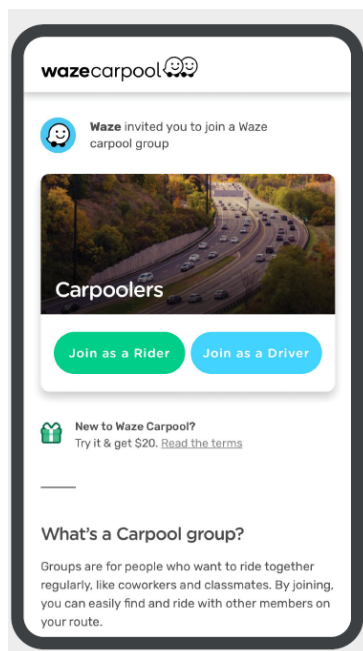 wazecarpool
Waze invited you to join a Waze
carpool group
Carpoolers
Join as a Rider
Join as a Driver
New to Waze Carpool?
Try it & get $20. Read the terms
What's a Carpool group?
Groups are for people who want to ride together
regularly, like coworkers and classmates. By joining,
you can easily find and ride with other members on
your route.